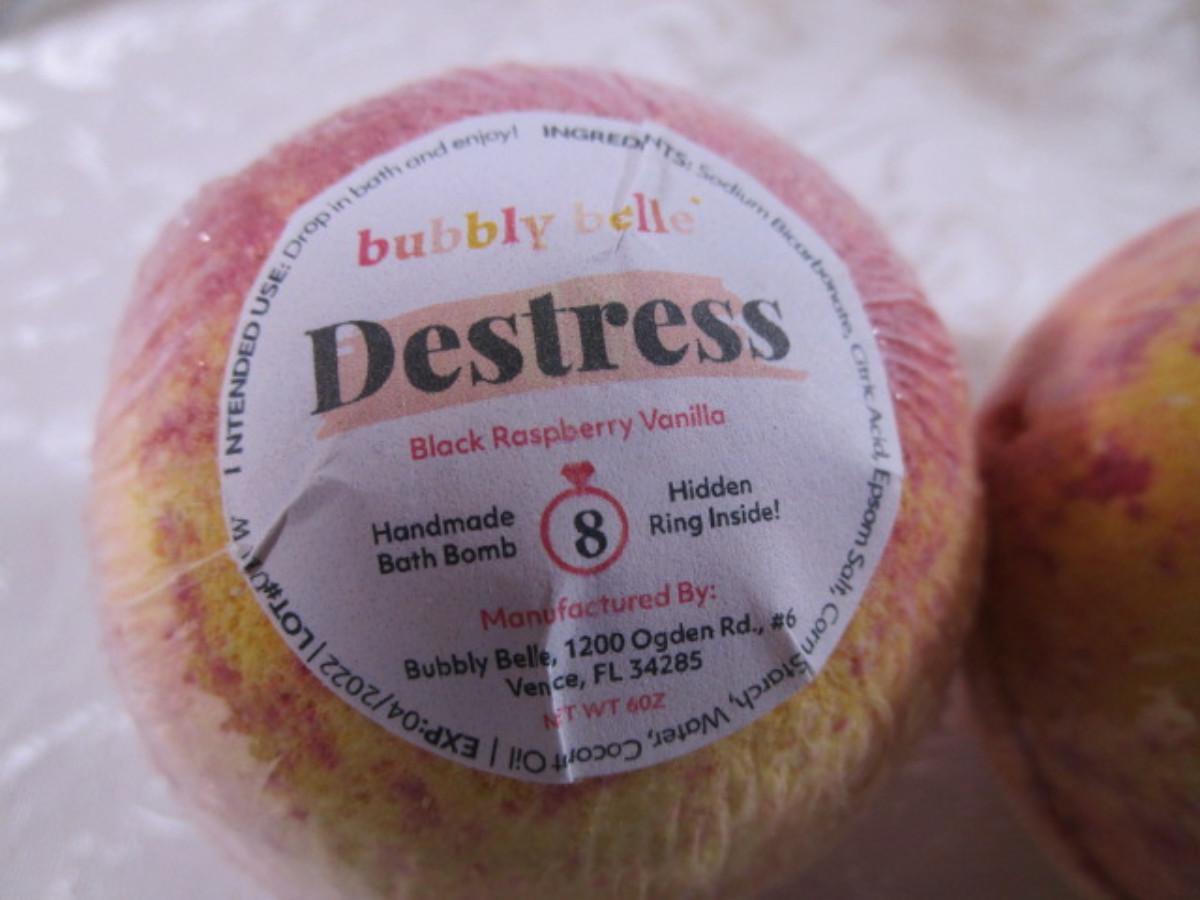 INTENDED USE: Drop in bath and enjoy! INGREDIENTS: Sodium Bicarbonate, Citric Acid, Epsom Salt, Corn Starch, Water, Coconut Oil | EXP:04/2022 | LOT#
bubbly belle
Destress
Black Raspberry Vanilla
Handmade
Bath Bomb
8
Hidden
Ring Inside!
Manufactured By:
Bubbly Belle, 1200 Ogden Rd., #6
Venice, FL 34285
NET WT 6OZ